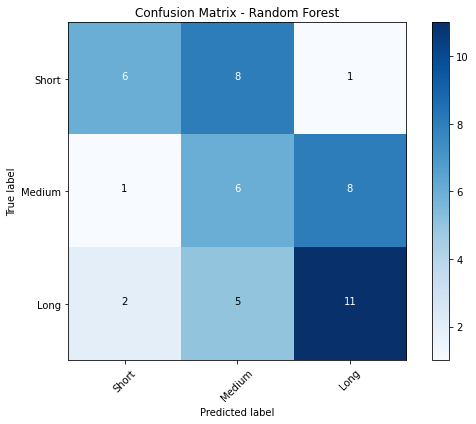 Confusion Matrix - Random Forest
True label
Short
Medium
Long
6 8 1
1 6 8
2 5 11
Short Medium Long
Predicted label
10
8
6
4
2